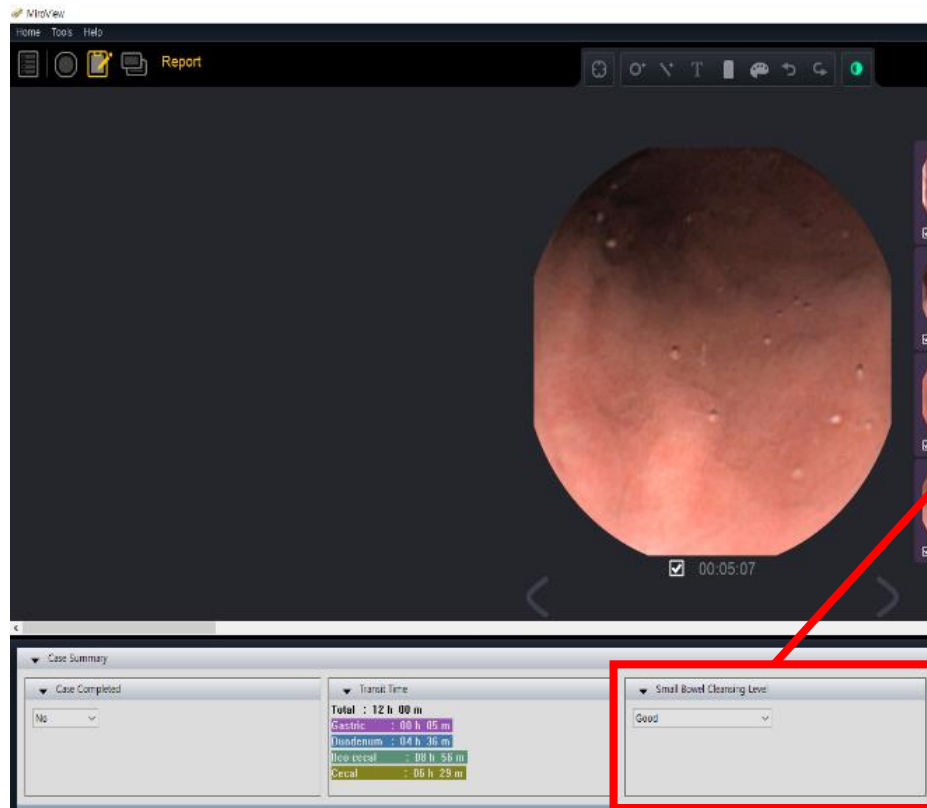 MiroView
Home Tools Help
Report
T
00:05:07
Case Summary
Case Completed
No
Transit Time
Total : 12 h 00 m
Gastric : 00 h 05 m
Duodenum : 04 h 36 m
Ileo cecal : 00 h 56 m
Cecal : 06 h 29 m
Small Bowel Cleansing Level
Good